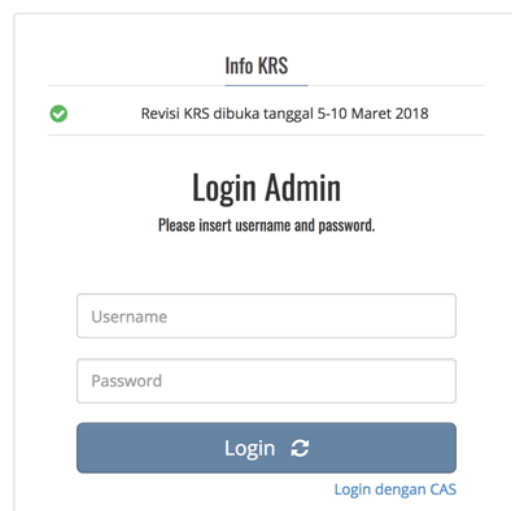 Info KRS
Revisi KRS dibuka tanggal 5-10 Maret 2018
Login Admin
Please insert username and password.
Username
Password
Login
Login dengan CAS